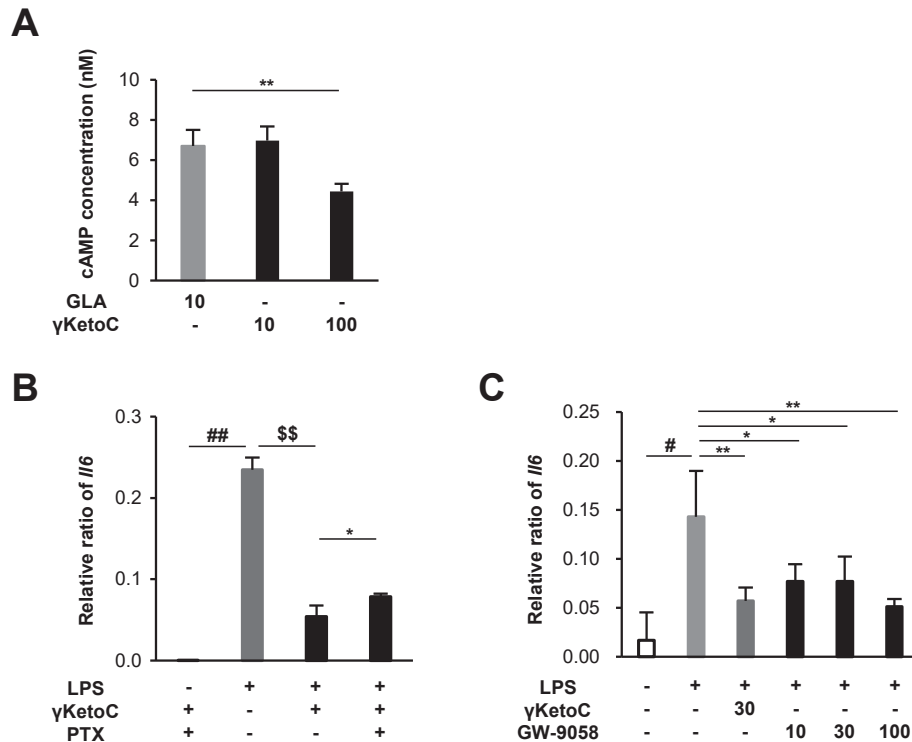 A
cAMP concentration (nM)
10
8
6
4
2
0
**
GLA 10 - -
γKetoC - 10 100
B
Relative ratio of Il6
0.3
0.2
0.1
0.0
## $$
*
LPS - + + +
γKetoC + - + +
PTX + - - +
C
Relative ratio of Il6
0.25
0.20
0.15
0.10
0.05
0.00
**
*
*
# **
LPS - + + + + +
γKetoC - - 30 - - -
GW-9058 - - - 10 30 100